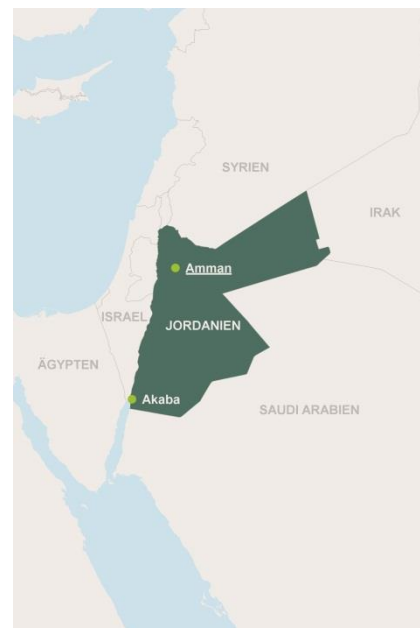 SYRIEN
IRAK
Amman
ISRAEL
JORDANIEN
ÄGYPTEN
Akaba
SAUDI ARABIEN